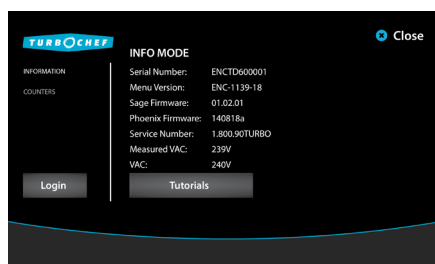 TURBOCHEF
Close
INFO MODE
INFORMATION
COUNTERS
Serial Number: ENCTD600001
Menu Version: ENC-1139-18
Sage Firmware: 01.02.01
Phoenix Firmware: 140818a
Service Number: 1.800.90TURBO
Measured VAC: 239V
VAC: 240V
Login
Tutorials